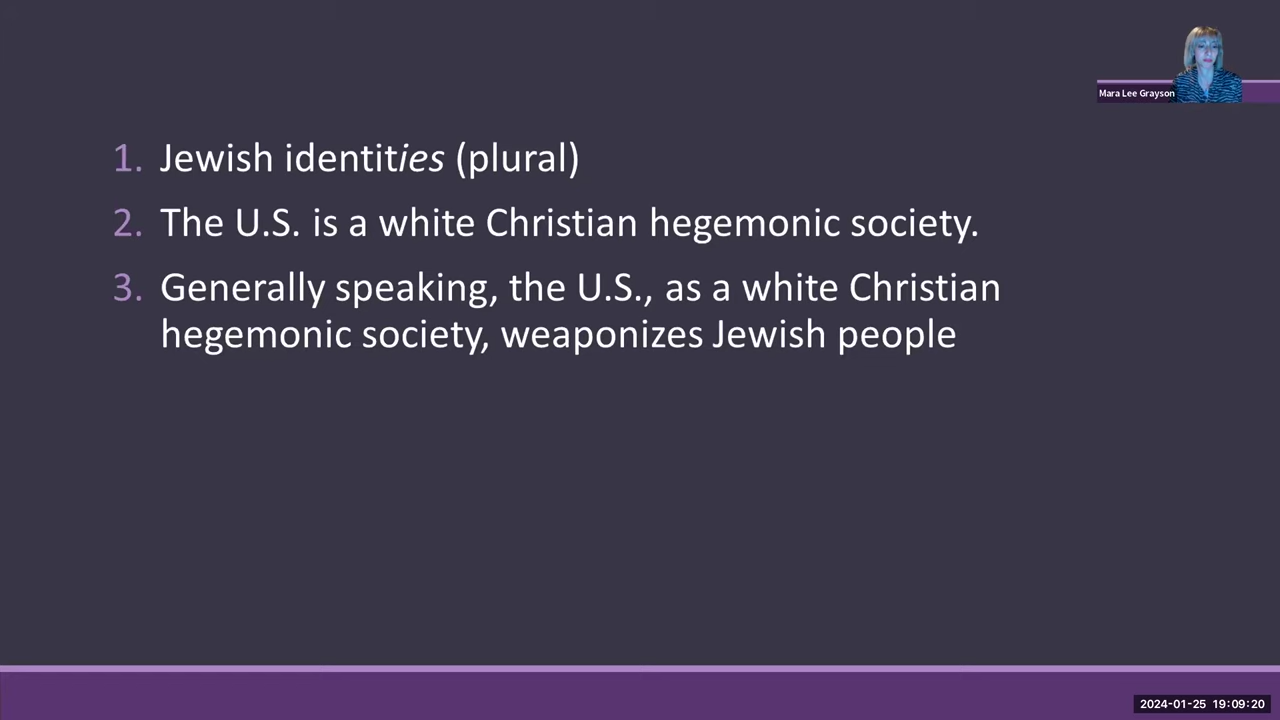 Mara Lee Grayson
1. Jewish identities (plural)
2. The U.S. is a white Christian hegemonic society.
3. Generally speaking, the U.S., as a white Christian
hegemonic society, weaponizes Jewish people
2024-01-25 19:09:20